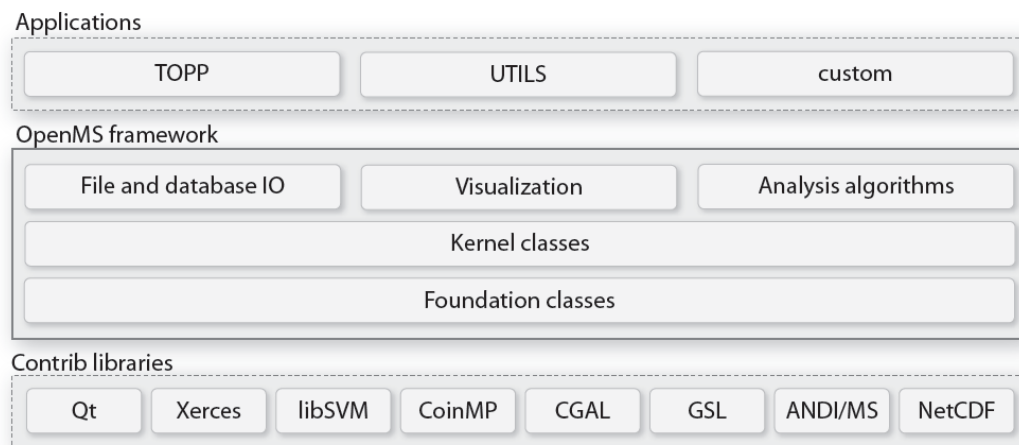 Applications
TOPP UTILS custom
OpenMS framework
File and database IO Visualization Analysis algorithms
Kernel classes
Foundation classes
Contrib libraries
Qt Xerces libSVM CoinMP CGAL GSL ANDI/MS NetCDF